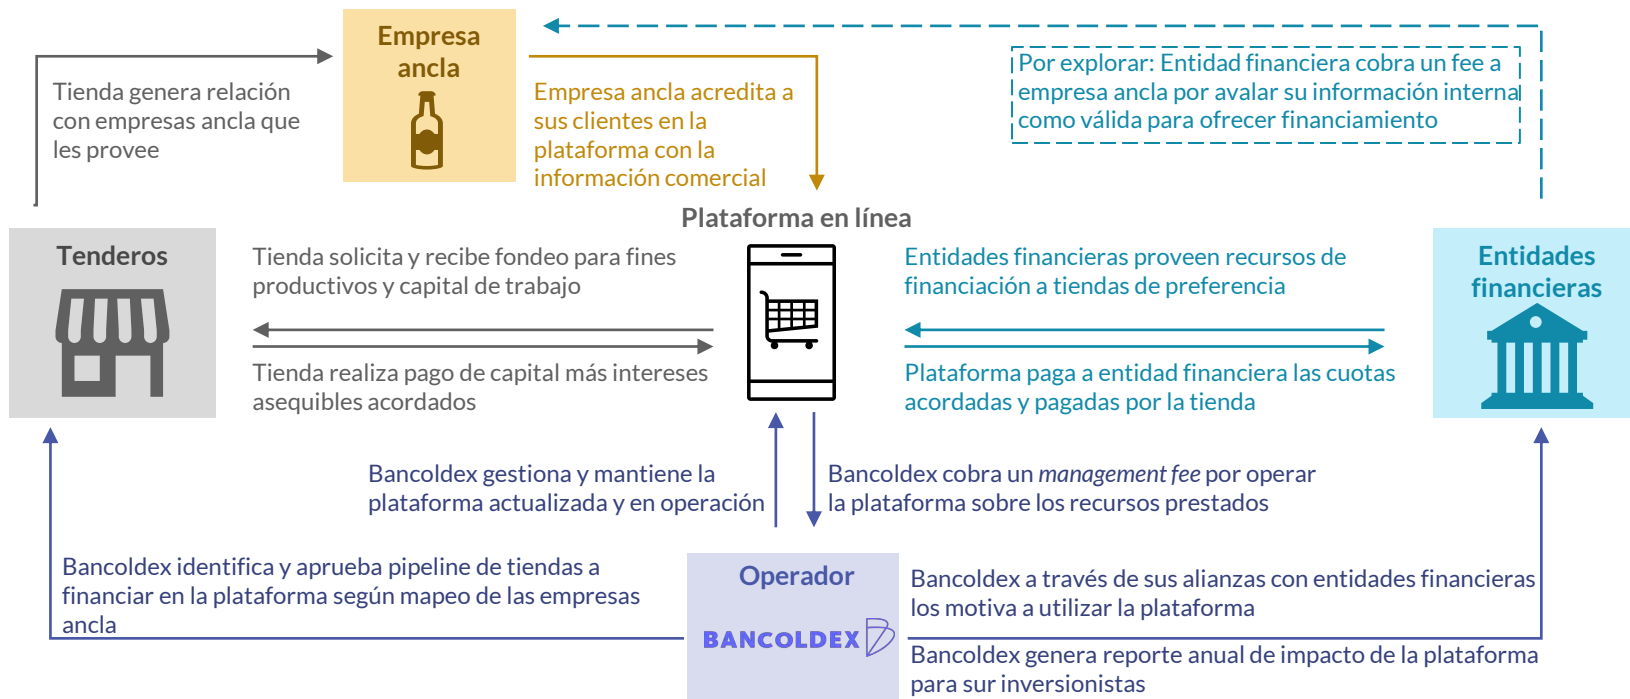 Empresa
ancla
Tienda genera relación
con empresas ancla que
les provee
Empresa ancla acredita a
sus clientes en la
plataforma con la
información comercial
Por explorar: Entidad financiera cobra un fee a
empresa ancla por avalar su información interna
como válida para ofrecer financiamiento
Plataforma en línea
Tenderos
Tienda solicita y recibe fondeo para fines
productivos y capital de trabajo
Tienda realiza pago de capital más intereses
asequibles acordados
Entidades financieras proveen recursos de
financiación a tiendas de preferencia
Plataforma paga a entidad financiera las cuotas
acordadas y pagadas por la tienda
Entidades
financieras
Bancoldex gestiona y mantiene la
plataforma actualizada y en operación
Bancoldex cobra un management fee por operar
la plataforma sobre los recursos prestados
Bancoldex identifica y aprueba pipeline de tiendas a
financiar en la plataforma según mapeo de las empresas
ancla
Operador
BANCOLDEX
Bancoldex a través de sus alianzas con entidades financieras
los motiva a utilizar la plataforma
Bancoldex genera reporte anual de impacto de la plataforma
para sur inversionistas